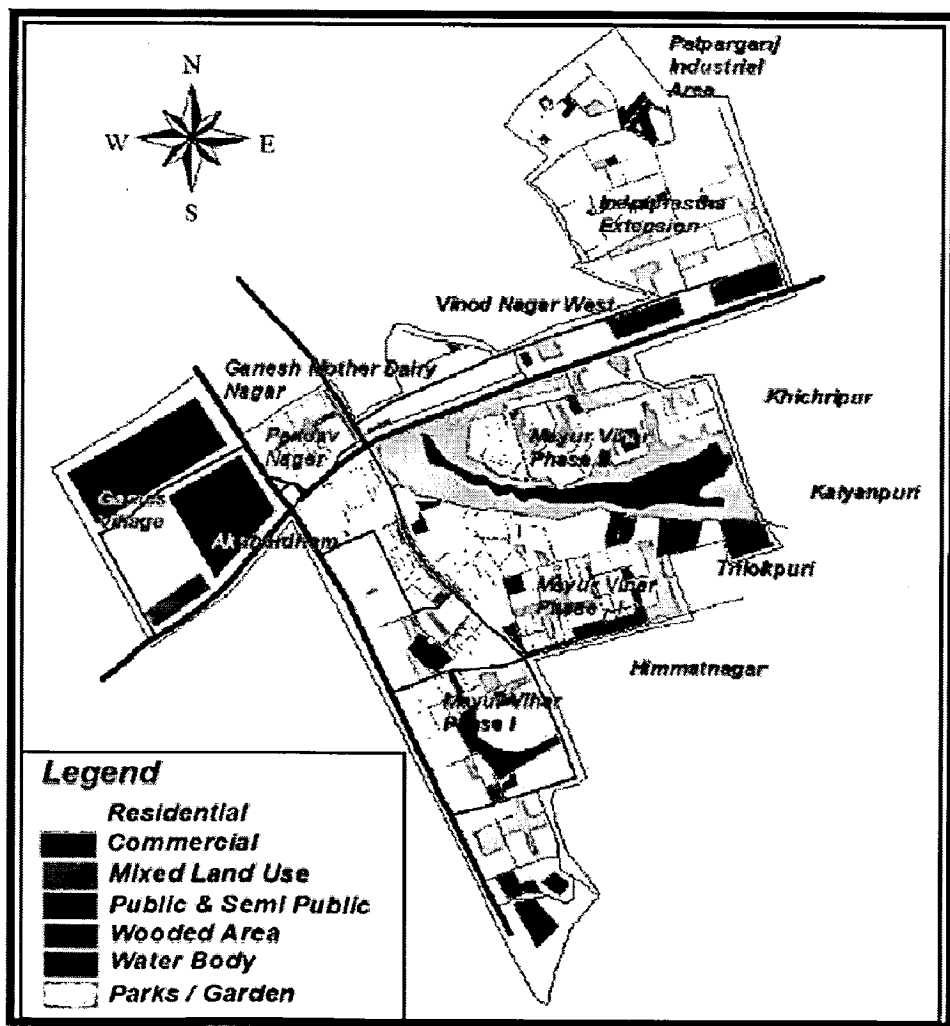 N
W E
S
Patparganj
Industrial
Area
Indraprastha
Extension
Vinod Nagar West
Ganesh Mother Dairy
Nagar
Khichripur
Pandav
Nagar
Mayur Vihar
Phase II
Kalyanpuri
Games
Village
Akshardham
Trilokpuri
Mayur Vihar
Phase I
Himmatnagar
Mayur Vihar
Phase I
Legend
Residential
Commercial
Mixed Land Use
Public & Semi Public
Wooded Area
Water Body
Parks / Garden